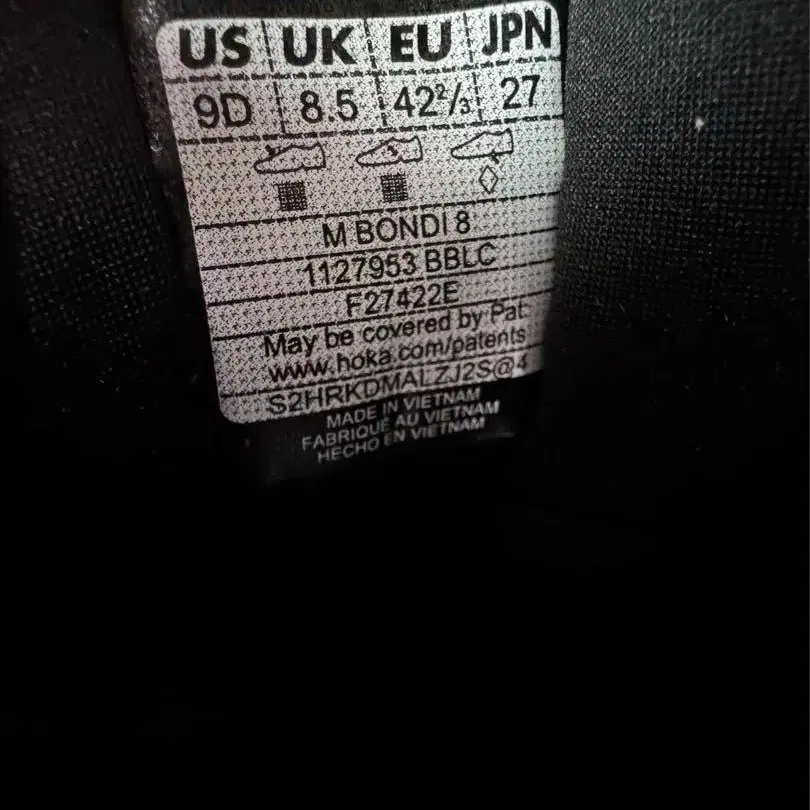 US UK EU JPN
9D 8.5 42⅔ 27
M BONDI 8
1127953 BBLC
F27422E
May be covered by Pat.
www.hoka.com/patents
S2HRKDMALZJ2S@4
MADE IN VIETNAM
FABRIQUÉ AU VIETNAM
HECHO EN VIETNAM